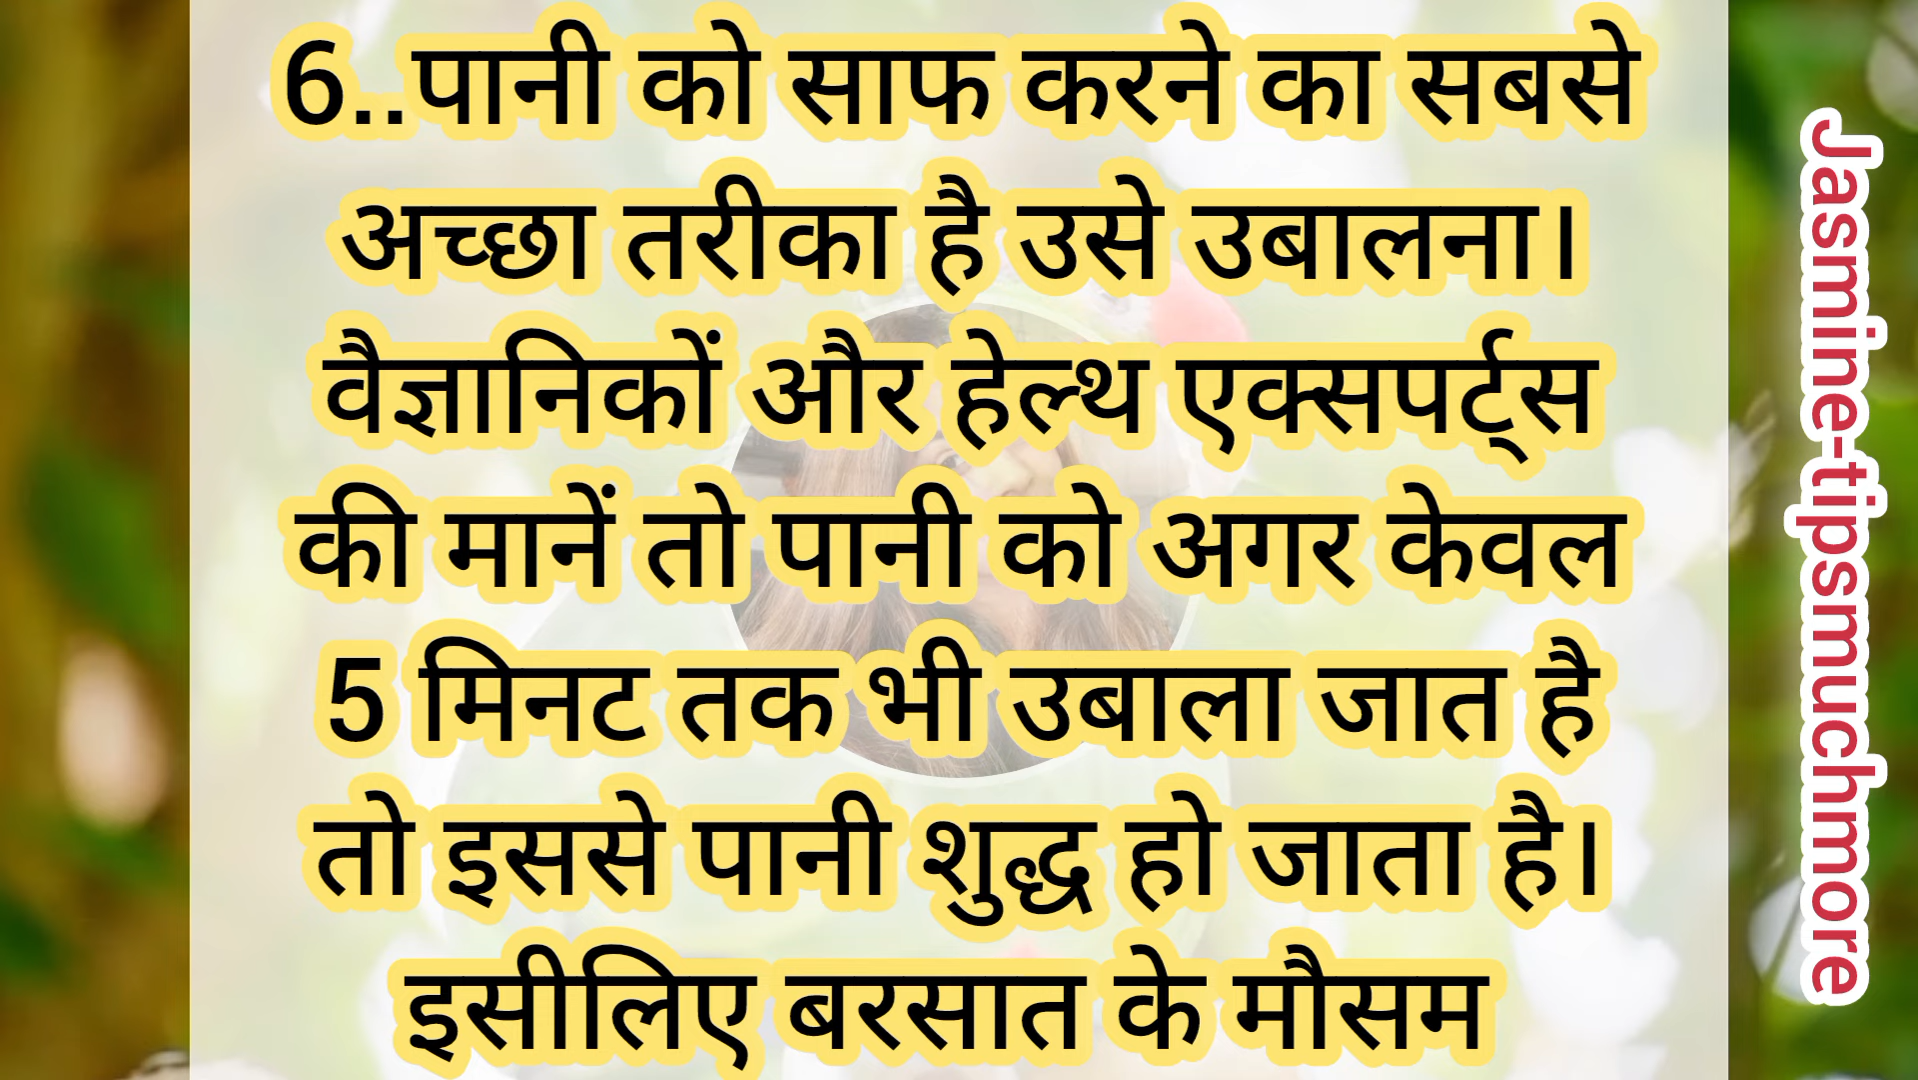 6..पानी को साफ करने का सबसे
अच्छा तरीका है उसे उबालना।
वैज्ञानिकों और हेल्थ एक्सपर्ट्स
की मानें तो पानी को अगर केवल
5 मिनट तक भी उबाला जात है
तो इससे पानी शुद्ध हो जाता है।
इसीलिए बरसात के मौसम
Jasmine-tipsmuchmore